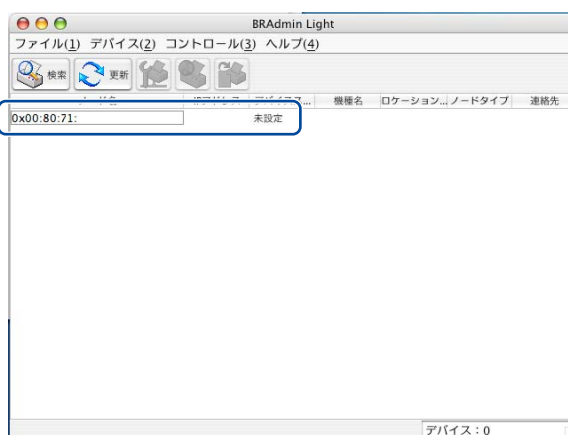 BRAdmin Light
ファイル(1) デバイス(2) コントロール(3) ヘルプ(4)
検索 更新
機種名 ロケーション... ノードタイプ 連絡先
0x00:80:71: 未設定
デバイス：0